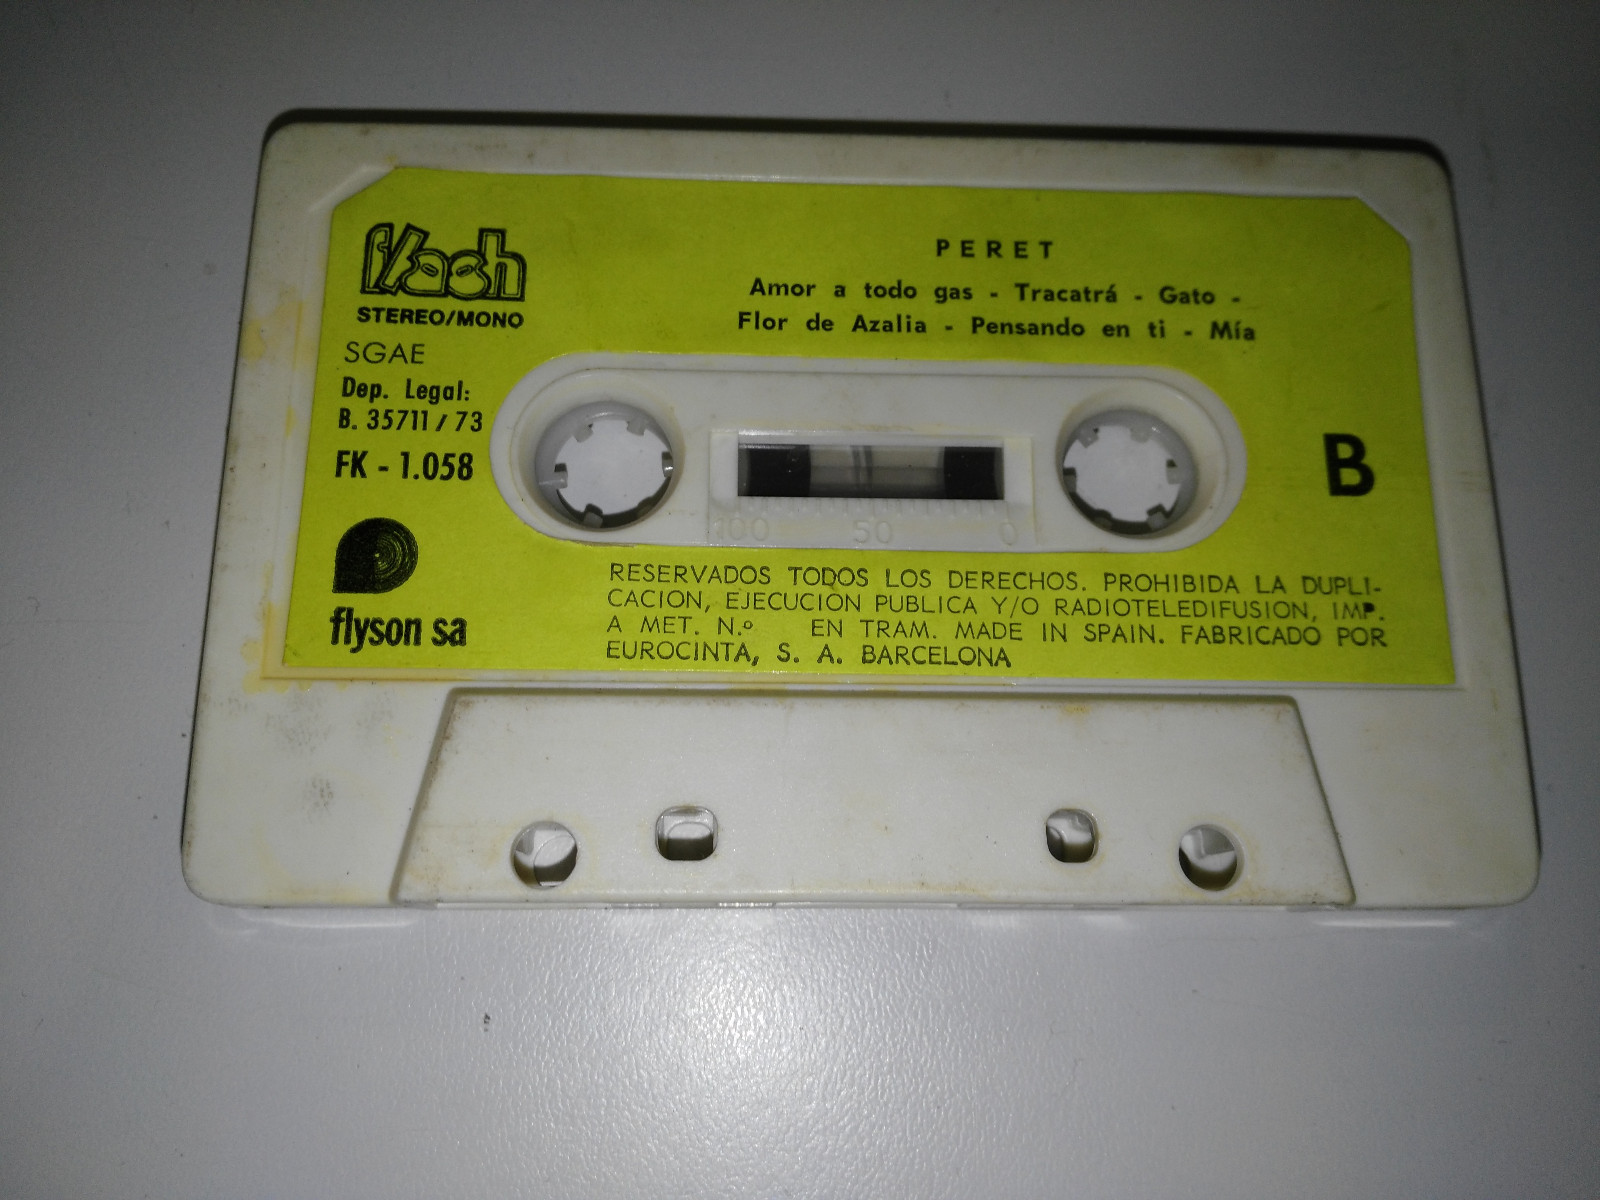 flash
STEREO/MONO
SGAE
Dep. Legal:
B. 35711/73
FK - 1.058
flyson sa
PERET
Amor a todo gas - Tracatrá - Gato -
Flor de Azalia - Pensando en ti - Mía
B
100 50 0
RESERVADOS TODOS LOS DERECHOS. PROHIBIDA LA DUPLI-
CACION, EJECUCION PUBLICA Y/O RADIOTELEDIFUSION, IMP.
A MET. N.º EN TRAM. MADE IN SPAIN. FABRICADO POR
EUROCINTA, S. A. BARCELONA